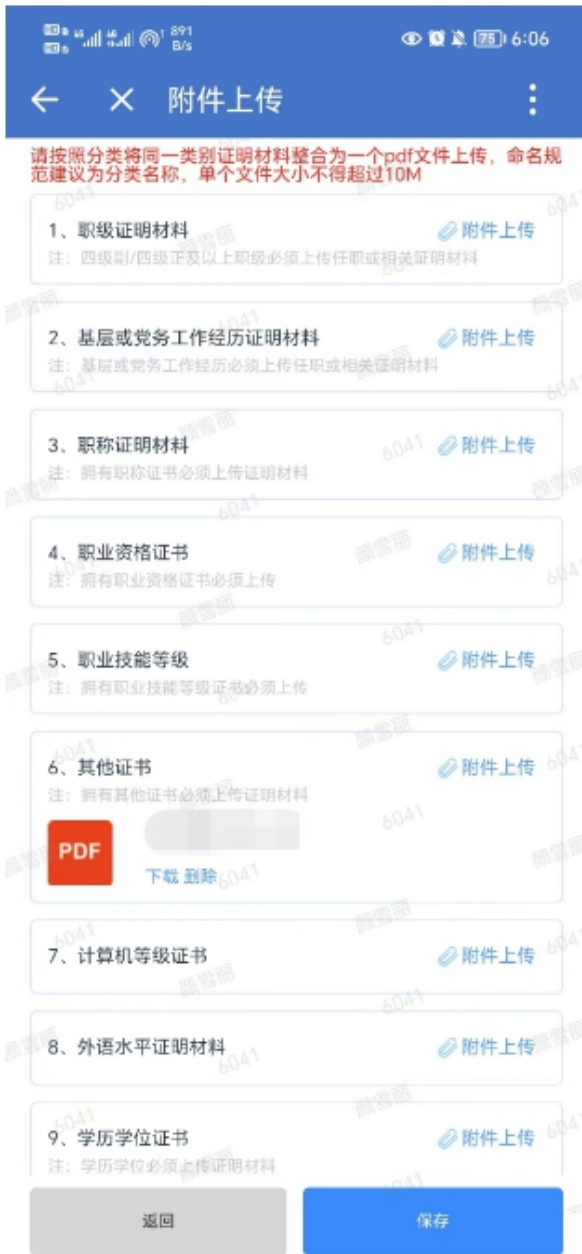 891
B/s
75 6:06
附件上传
请按照分类将同一类别证明材料整合为一个pdf文件上传，命名规
范建议为分类名称，单个文件大小不得超过10M
1、职级证明材料 附件上传
注：四级副/四级正及以上职级必须上传任职或相关证明材料
2、基层或党务工作经历证明材料 附件上传
注：基层或党务工作经历必须上传任职或相关证明材料
3、职称证明材料 附件上传
注：拥有职称证书必须上传证明材料
4、职业资格证书 附件上传
注：拥有职业资格证书必须上传
5、职业技能等级 附件上传
注：拥有职业技能等级证书必须上传
6、其他证书 附件上传
注：拥有其他证书必须上传证明材料
PDF
下载 删除
7、计算机等级证书 附件上传
8、外语水平证明材料 附件上传
9、学历学位证书 附件上传
注：学历学位必须上传证明材料
返回 保存